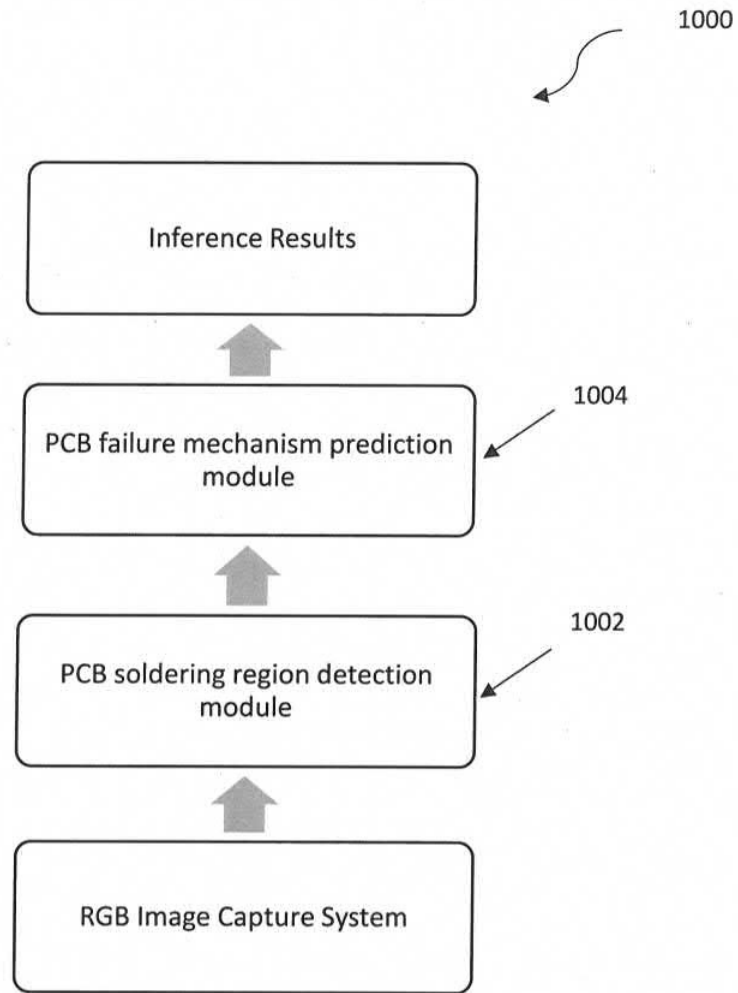 1000
Inference Results
1004
PCB failure mechanism prediction
module
1002
PCB soldering region detection
module
RGB Image Capture System